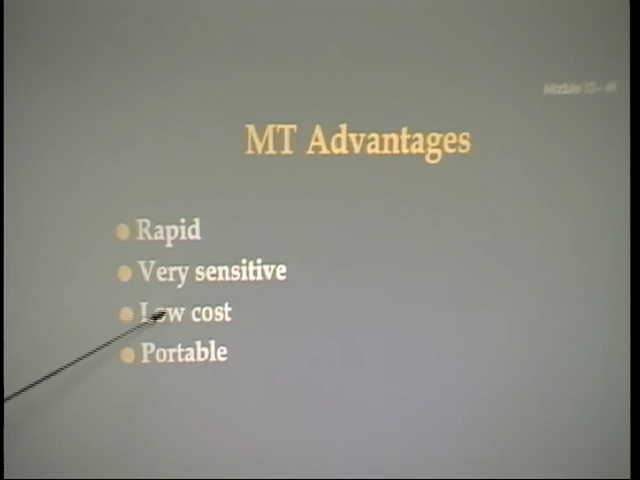 MT Advantages
Rapid
Very sensitive
Low cost
Portable